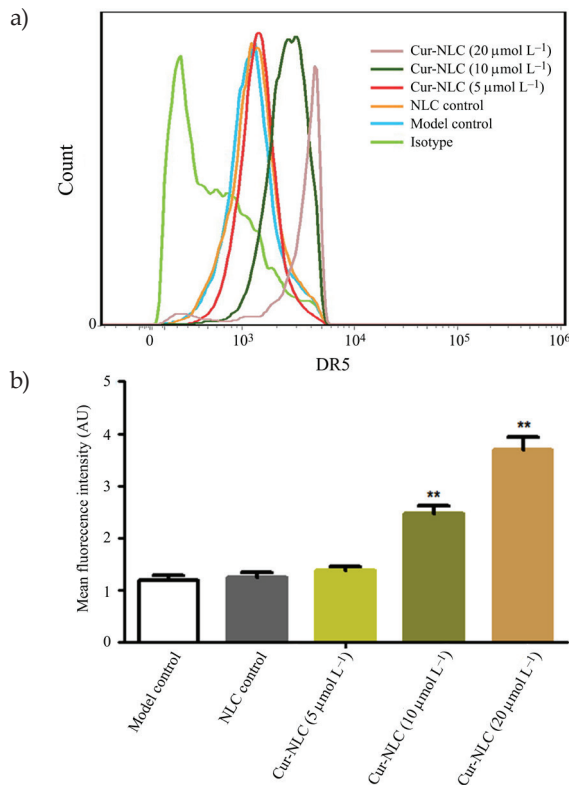 a)
Cur-NLC (20 μmol L⁻¹)
Cur-NLC (10 μmol L⁻¹)
Cur-NLC (5 μmol L⁻¹)
NLC control
Model control
Isotype
Count
0
0 10³ 10⁴ 10⁵ 10⁶
DR5
b)
Mean fluorecence intensity (AU)
5
4
3
2
1
0
**
**
Model control
NLC control
Cur-NLC (5 μmol L⁻¹)
Cur-NLC (10 μmol L⁻¹)
Cur-NLC (20 μmol L⁻¹)